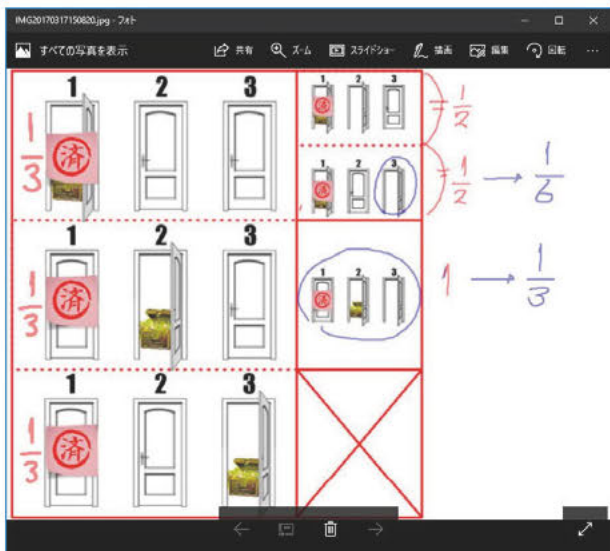 IMG20170317150820.jpg - フォト
すべての写真を表示
共有
ズーム
スライドショー
描画
編集
回転
...
1 2 3
1/3
済
1 2 3
済
= 1/2
1 2 3
済
= 1/2 → 1/6
1 2 3
1/3
済
1 2 3
済
1 → 1/3
1 2 3
1/3
済